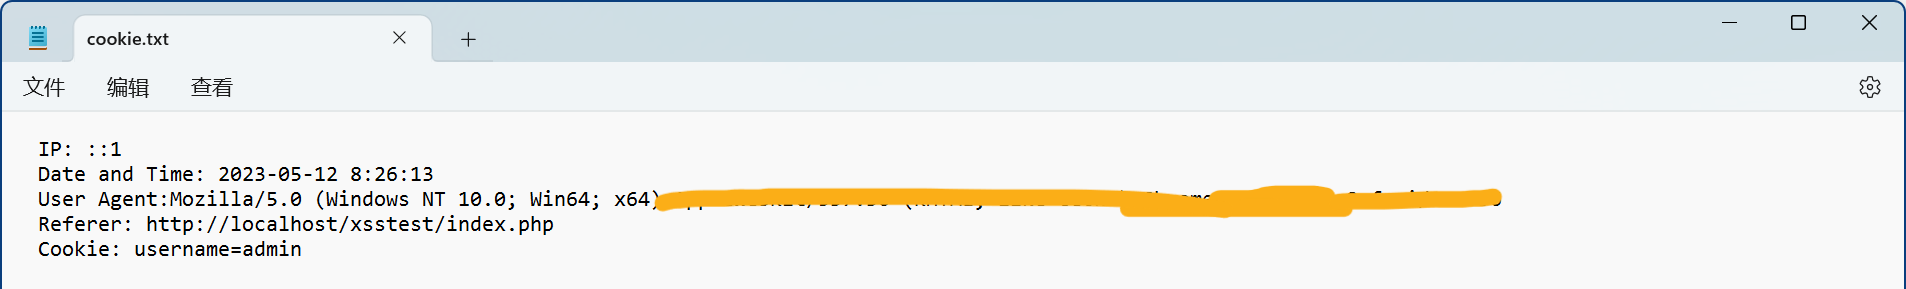 cookie.txt
文件 编辑 查看
IP: ::1
Date and Time: 2023-05-12 8:26:13
User Agent:Mozilla/5.0 (Windows NT 10.0; Win64; x64)
Referer: http://localhost/xsstest/index.php
Cookie: username=admin